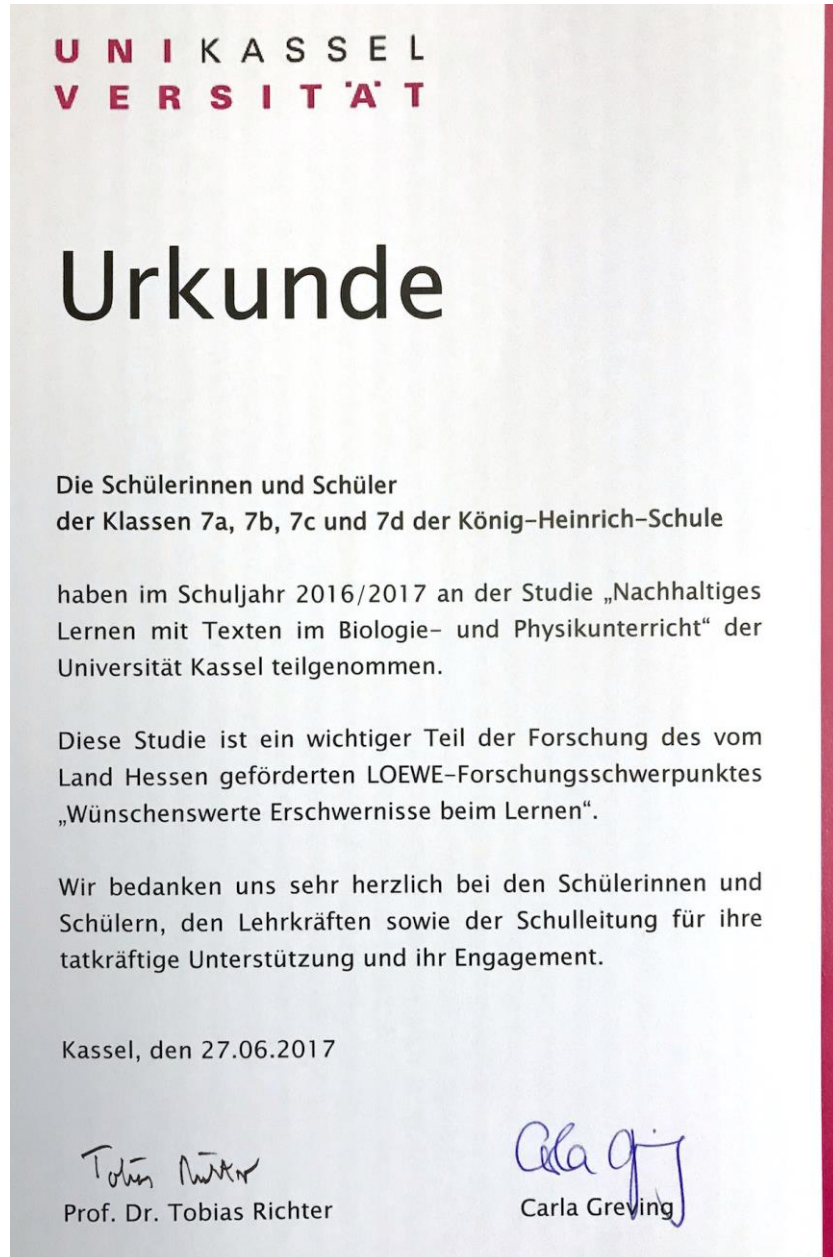 UNIKASSEL
VERSITÄT
Urkunde
Die Schülerinnen und Schüler
der Klassen 7a, 7b, 7c und 7d der König-Heinrich-Schule
haben im Schuljahr 2016/2017 an der Studie „Nachhaltiges
Lernen mit Texten im Biologie- und Physikunterricht“ der
Universität Kassel teilgenommen.
Diese Studie ist ein wichtiger Teil der Forschung des vom
Land Hessen geförderten LOEWE-Forschungsschwerpunktes
„Wünschenswerte Erschwernisse beim Lernen“.
Wir bedanken uns sehr herzlich bei den Schülerinnen und
Schülern, den Lehrkräften sowie der Schulleitung für ihre
tatkräftige Unterstützung und ihr Engagement.
Kassel, den 27.06.2017
Prof. Dr. Tobias Richter
Carla Greving